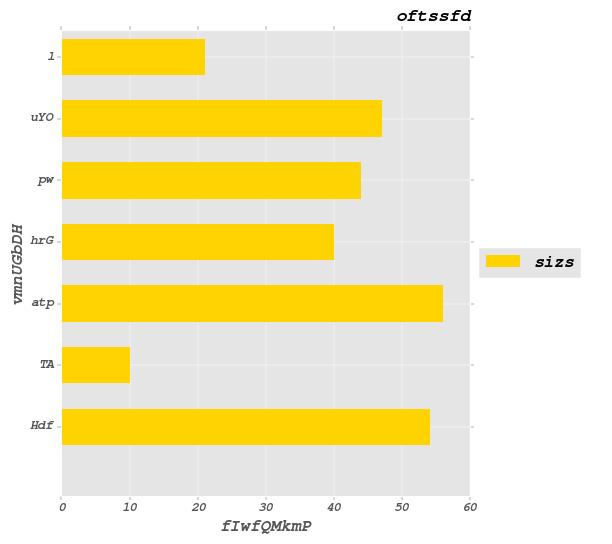 oftssfd
l
uYO
pw
hrG
atp
TA
Hdf
vmnUGbDH
0 10 20 30 40 50 60
fIwfQMkmP
sizs